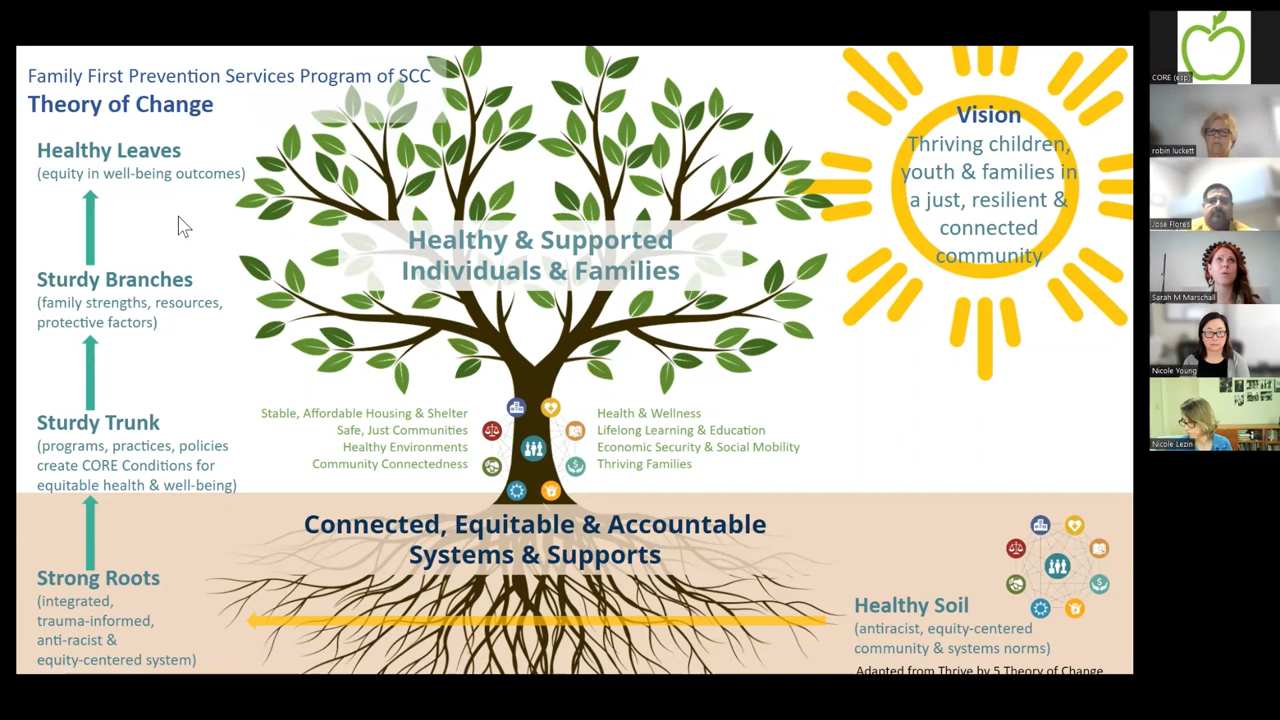 Family First Prevention Services Program of SCC
Theory of Change
Healthy Leaves
(equity in well-being outcomes)
Sturdy Branches
(family strengths, resources,
protective factors)
Sturdy Trunk
(programs, practices, policies
create CORE Conditions for
equitable health & well-being)
Strong Roots
(integrated,
trauma-informed,
anti-racist &
equity-centered system)
Healthy & Supported
Individuals & Families
Stable, Affordable Housing & Shelter
Safe, Just Communities
Healthy Environments
Community Connectedness
Health & Wellness
Lifelong Learning & Education
Economic Security & Social Mobility
Thriving Families
Connected, Equitable & Accountable
Systems & Supports
Vision
Thriving children,
youth & families in
a just, resilient &
connected
community
Healthy Soil
(antiracist, equity-centered
community & systems norms)
Adapted from Thrive by 5 Theory of Change
CORE (esp)
robin luckett
Jose Flores
Sarah M Marschall
Nicole Young
Nicole Lezin